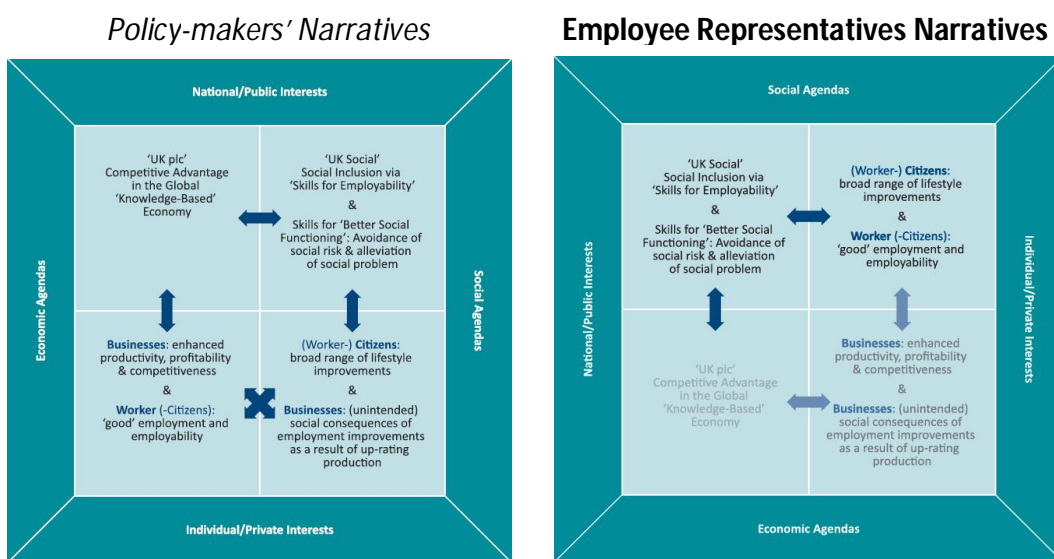 Policy-makers' Narratives
National/Public Interests
Economic Agendas
'UK plc'
Competitive Advantage
in the Global
'Knowledge-Based'
Economy
'UK Social'
Social Inclusion via
'Skills for Employability'
&
Skills for 'Better Social
Functioning': Avoidance of
social risk & alleviation
of social problem
Social Agendas
Businesses: enhanced
productivity, profitability
& competitiveness
&
Worker (-Citizens):
'good' employment and
employability
(Worker-) Citizens:
broad range of lifestyle
improvements
&
Businesses: (unintended)
social consequences of
employment improvements
as a result of up-rating
production
Individual/Private Interests
Employee Representatives Narratives
Social Agendas
National/Public Interests
'UK Social'
Social Inclusion via
'Skills for Employability'
&
Skills for 'Better Social
Functioning': Avoidance of
social risk & alleviation
of social problem
(Worker-) Citizens:
broad range of lifestyle
improvements
&
Worker (-Citizens):
'good' employment and
employability
Individual/Private Interests
'UK plc'
Competitive Advantage
in the Global
'Knowledge-Based'
Economy
Businesses: enhanced
productivity, profitability
& competitiveness
&
Businesses: (unintended)
social consequences of
employment improvements
as a result of up-rating
production
Economic Agendas